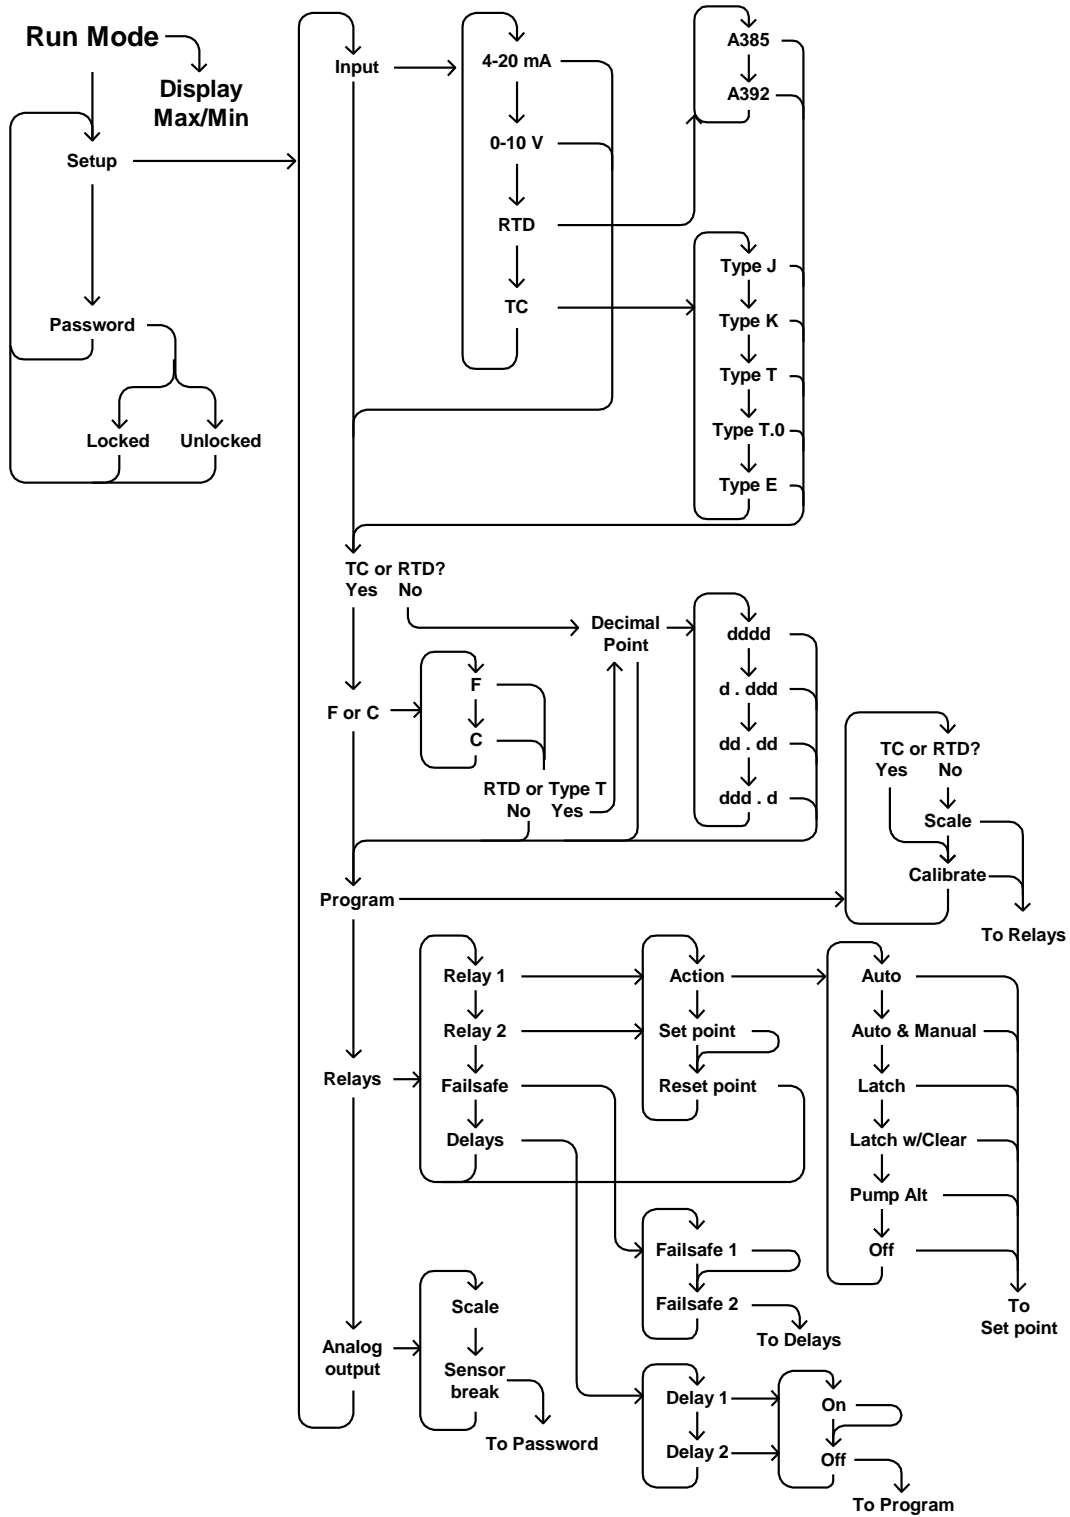 Run Mode
Display
Max/Min
Setup
Password
Locked Unlocked
Input
4-20 mA
0-10 V
RTD
TC
A385
A392
Type J
Type K
Type T
Type T.0
Type E
TC or RTD?
Yes No
F or C
F
C
RTD or Type T
No Yes
Decimal
Point
dddd
d . ddd
dd . dd
ddd . d
Program
TC or RTD?
Yes No
Scale
Calibrate
To Relays
Relays
Relay 1
Relay 2
Failsafe
Delays
Action
Set point
Reset point
Auto
Auto & Manual
Latch
Latch w/Clear
Pump Alt
Off
To
Set point
Failsafe 1
Failsafe 2
To Delays
Analog
output
Scale
Sensor
break
To Password
Delay 1
Delay 2
On
Off
To Program